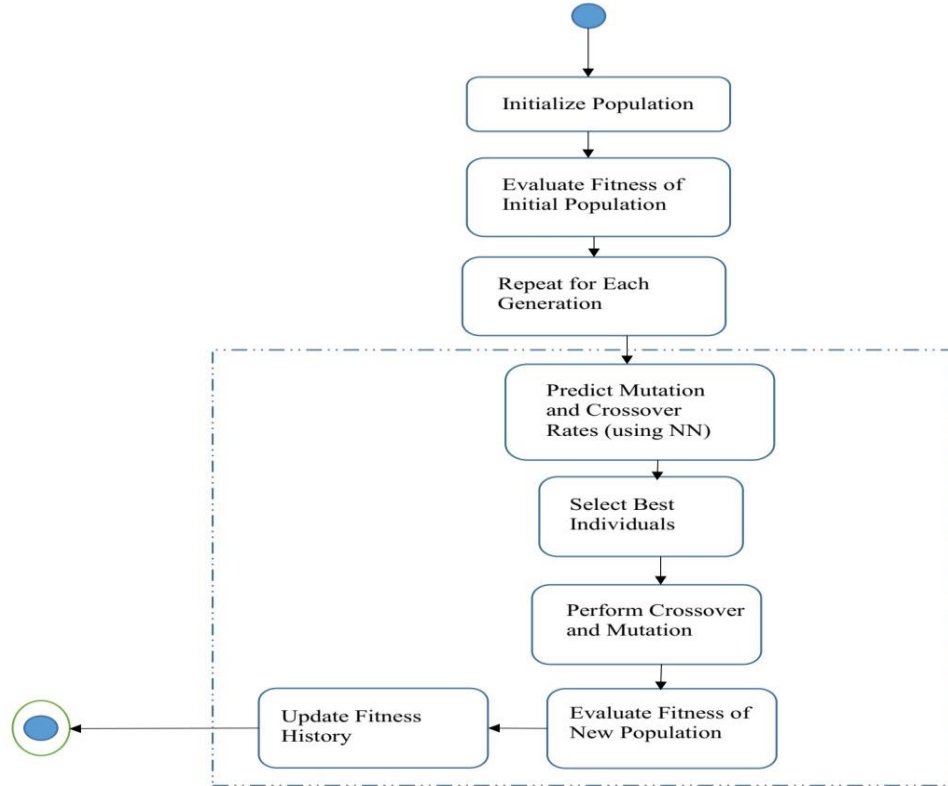 Initialize Population
Evaluate Fitness of
Initial Population
Repeat for Each
Generation
Predict Mutation
and Crossover
Rates (using NN)
Select Best
Individuals
Perform Crossover
and Mutation
Evaluate Fitness of
New Population
Update Fitness
History